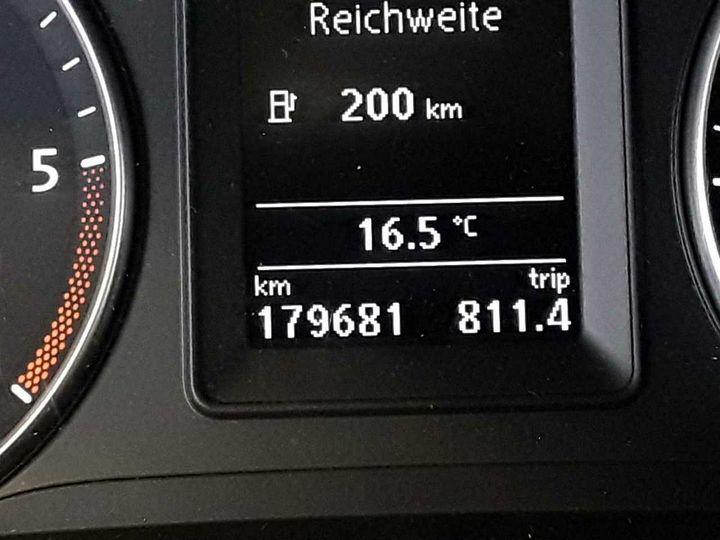 Reichweite
200 km
5
16.5 °C
km trip
179681 811.4